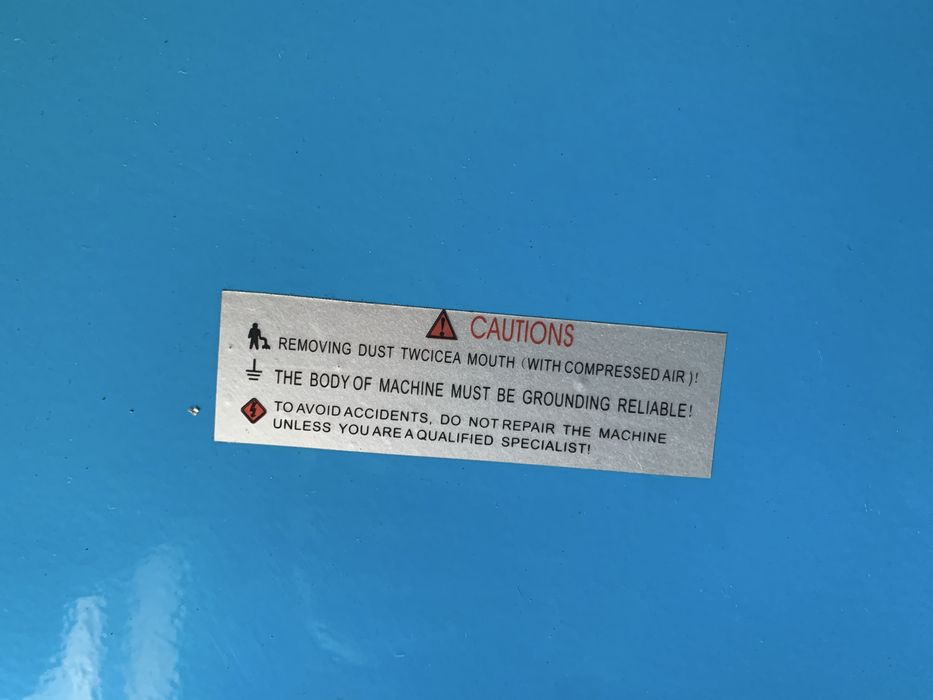 CAUTIONS
REMOVING DUST TWCICEA MOUTH (WITH COMPRESSED AIR)!
THE BODY OF MACHINE MUST BE GROUNDING RELIABLE!
TO AVOID ACCIDENTS, DO NOT REPAIR THE MACHINE
UNLESS YOU ARE A QUALIFIED SPECIALIST!